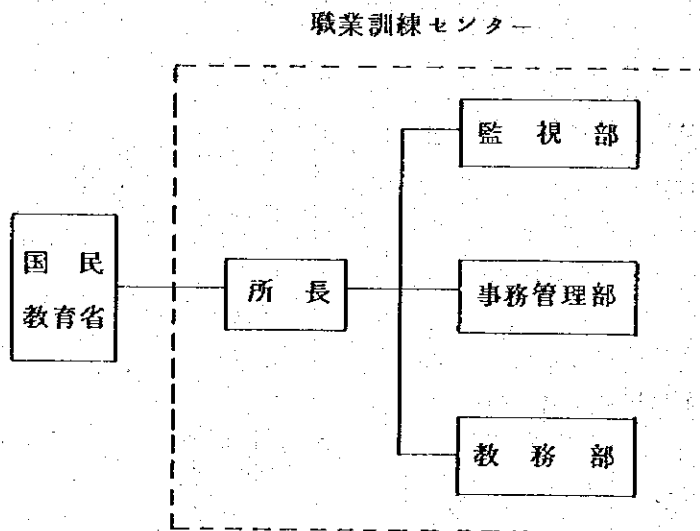 職業訓練センター
監視部
国民
教育省
所長
事務管理部
教務部